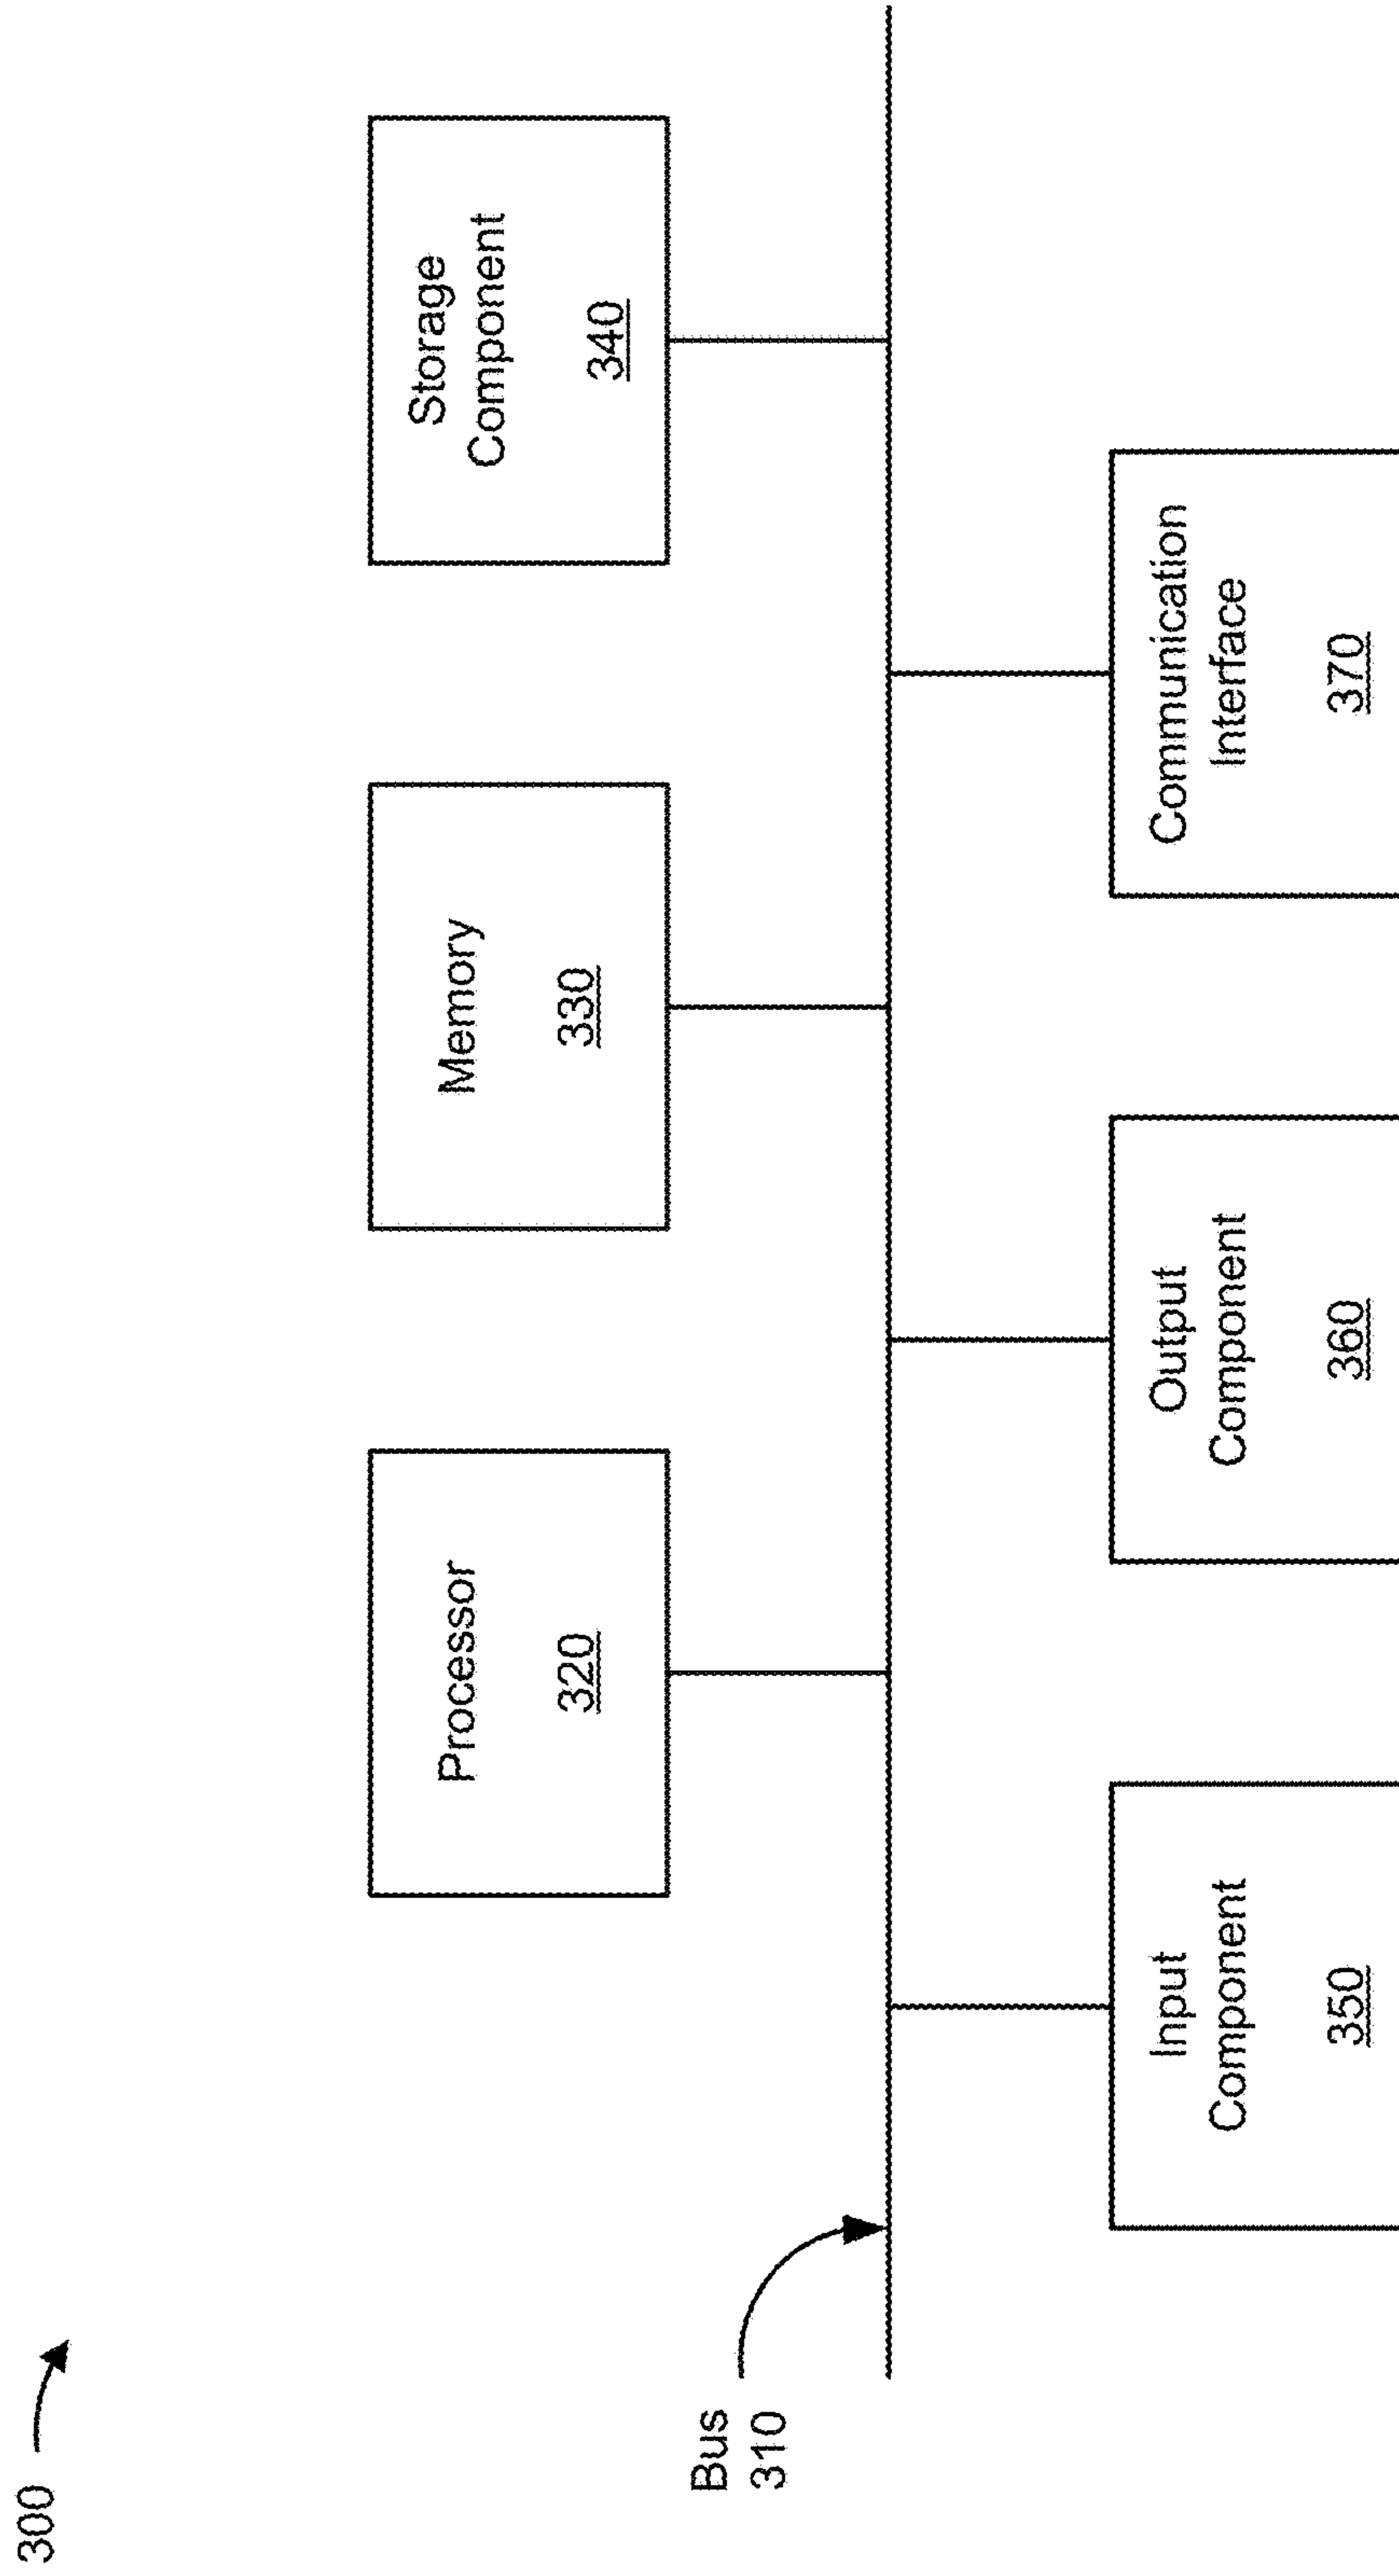 300
Processor
320
Memory
330
Storage
Component
340
Bus
310
Input
Component
350
Output
Component
360
Communication
Interface
370